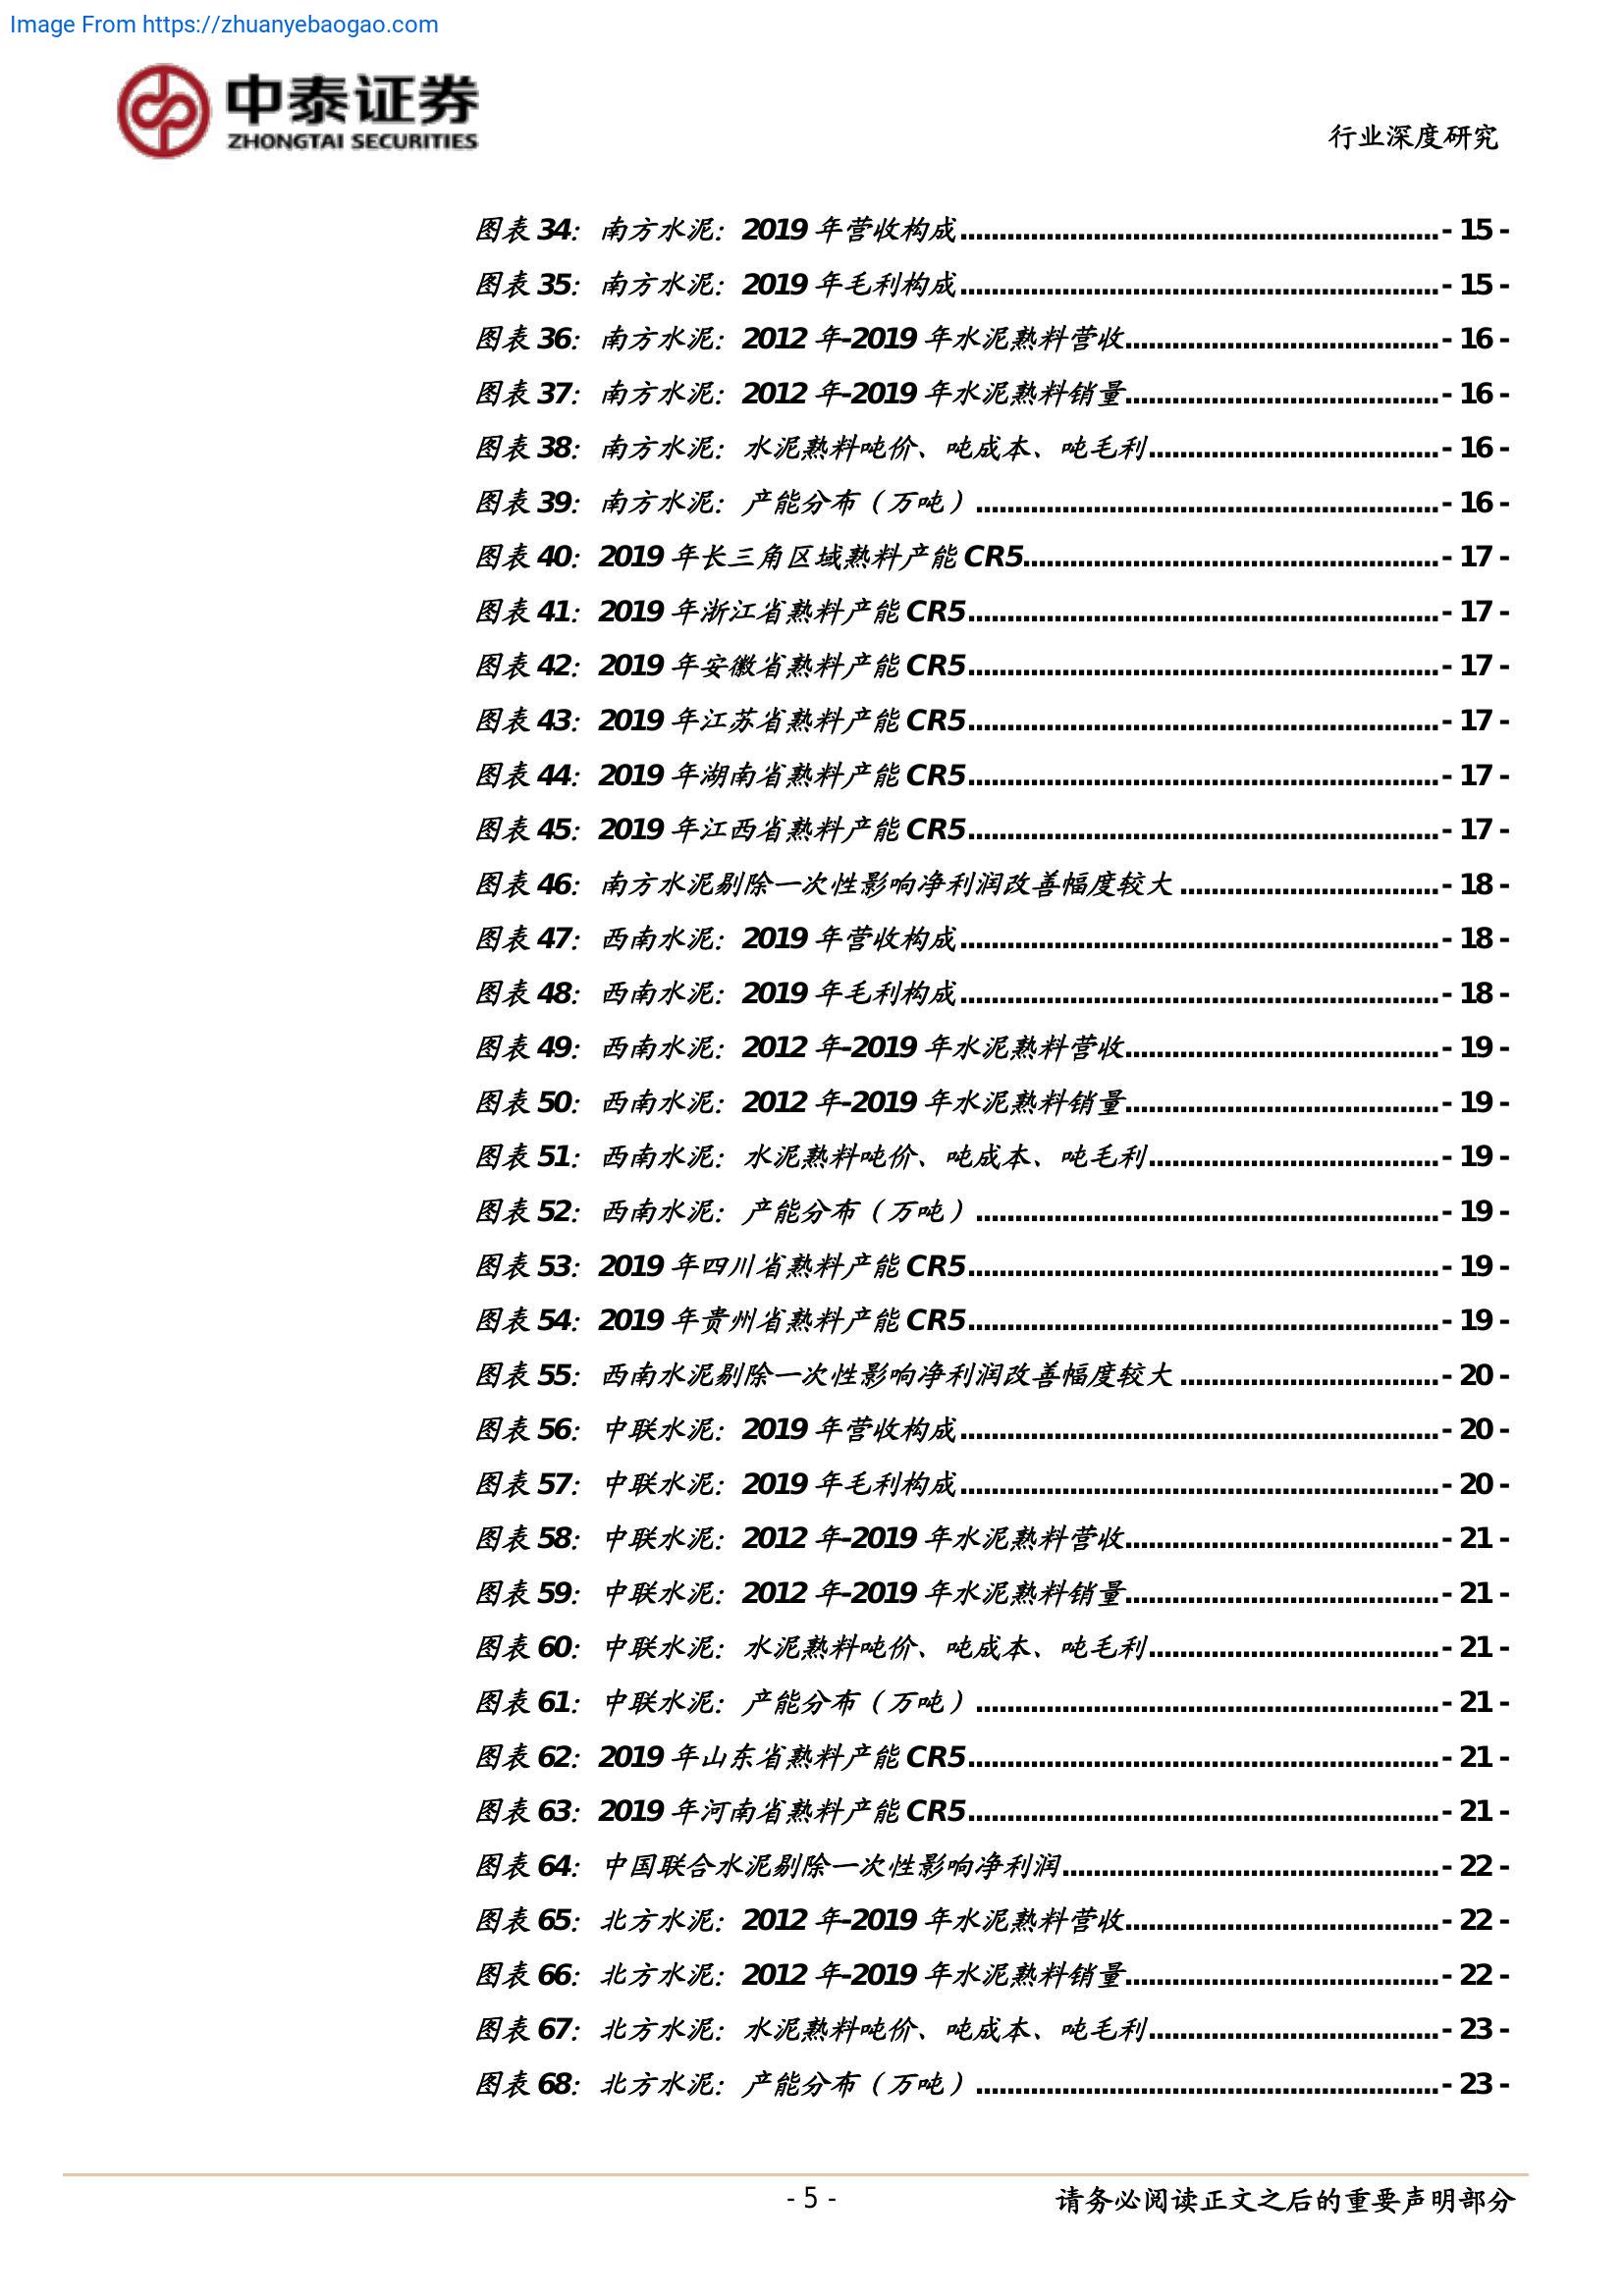 Image From https://zhuanyebaogao.com
中泰证券
ZHONGTAI SECURITIES
行业深度研究
图表 34： 南方水泥：2019 年营收构成 - 15 -
图表 35： 南方水泥：2019 年毛利构成 - 15 -
图表 36： 南方水泥：2012 年-2019 年水泥熟料营收 - 16 -
图表 37： 南方水泥：2012 年-2019 年水泥熟料销量 - 16 -
图表 38： 南方水泥：水泥熟料吨价、吨成本、吨毛利 - 16 -
图表 39： 南方水泥：产能分布（万吨） - 16 -
图表 40：2019 年长三角区域熟料产能 CR5 - 17 -
图表 41：2019 年浙江省熟料产能 CR5 - 17 -
图表 42：2019 年安徽省熟料产能 CR5 - 17 -
图表 43：2019 年江苏省熟料产能 CR5 - 17 -
图表 44：2019 年湖南省熟料产能 CR5 - 17 -
图表 45：2019 年江西省熟料产能 CR5 - 17 -
图表 46： 南方水泥剔除一次性影响净利润改善幅度较大 - 18 -
图表 47： 西南水泥：2019 年营收构成 - 18 -
图表 48： 西南水泥：2019 年毛利构成 - 18 -
图表 49： 西南水泥：2012 年-2019 年水泥熟料营收 - 19 -
图表 50： 西南水泥：2012 年-2019 年水泥熟料销量 - 19 -
图表 51： 西南水泥：水泥熟料吨价、吨成本、吨毛利 - 19 -
图表 52： 西南水泥：产能分布（万吨） - 19 -
图表 53：2019 年四川省熟料产能 CR5 - 19 -
图表 54：2019 年贵州省熟料产能 CR5 - 19 -
图表 55： 西南水泥剔除一次性影响净利润改善幅度较大 - 20 -
图表 56： 中联水泥：2019 年营收构成 - 20 -
图表 57： 中联水泥：2019 年毛利构成 - 20 -
图表 58： 中联水泥：2012 年-2019 年水泥熟料营收 - 21 -
图表 59： 中联水泥：2012 年-2019 年水泥熟料销量 - 21 -
图表 60： 中联水泥：水泥熟料吨价、吨成本、吨毛利 - 21 -
图表 61： 中联水泥：产能分布（万吨） - 21 -
图表 62：2019 年山东省熟料产能 CR5 - 21 -
图表 63：2019 年河南省熟料产能 CR5 - 21 -
图表 64： 中国联合水泥剔除一次性影响净利润 - 22 -
图表 65： 北方水泥：2012 年-2019 年水泥熟料营收 - 22 -
图表 66： 北方水泥：2012 年-2019 年水泥熟料销量 - 22 -
图表 67： 北方水泥：水泥熟料吨价、吨成本、吨毛利 - 23 -
图表 68： 北方水泥：产能分布（万吨） - 23 -
- 5 -
请务必阅读正文之后的重要声明部分